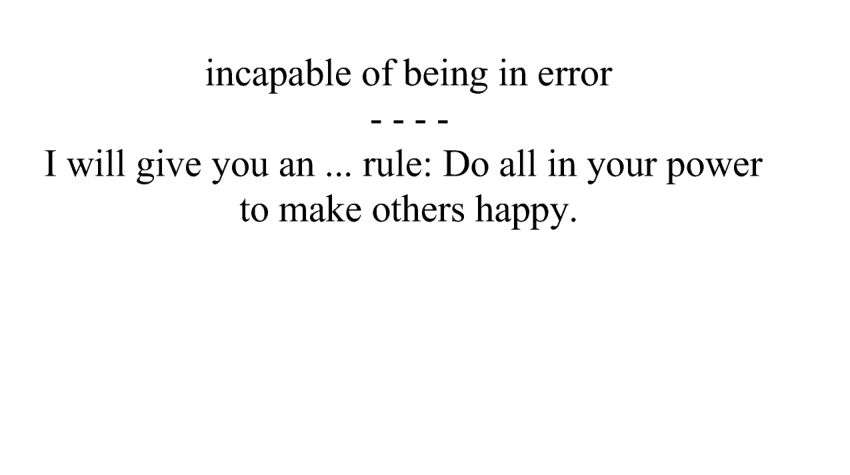 incapable of being in error
- - - -
I will give you an ... rule: Do all in your power
to make others happy.